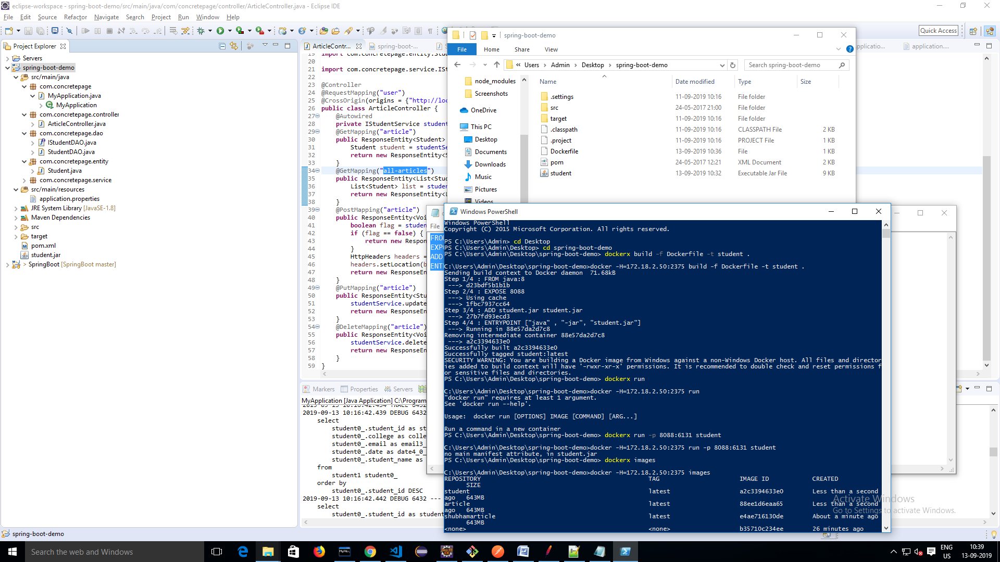 eclipse-workspace - spring-boot-demo/src/main/java/com/concretepage/controller/ArticleController.java - Eclipse IDE
File Edit Source Refactor Navigate Search Project Run Window Help
Quick Access
Project Explorer
Servers
spring-boot-demo
src/main/java
com.concretepage
MyApplication.java
MyApplication
com.concretepage.controller
ArticleController.java
com.concretepage.dao
IStudentDAO.java
StudentDAO.java
com.concretepage.entity
Student.java
com.concretepage.service
src/main/resources
application.properties
JRE System Library [JavaSE-1.8]
Maven Dependencies
src
target
pom.xml
student.jar
> SpringBoot [SpringBoot master]
ArticleContr... spring-boot-...
application....
19 import com.concretepage.entity.Stu
20
21 import com.concretepage.service.ISt
22
23 @Controller
24 @RequestMapping("user")
25 @CrossOrigin(origins = {"http://loc
26 public class ArticleController {
27 @Autowired
28 private IStudentService student
29 @GetMapping("article")
30 public ResponseEntity<Student>
31 Student student = studentSe
32 return new ResponseEntity<S
33 }
34 @GetMapping("all-articles")
35 public ResponseEntity<List<Stud
36 List<Student> list = studen
37 return new ResponseEntity<L
38 }
39 @PostMapping("article")
40 public ResponseEntity<Voi
41 boolean flag = studen
42 if (flag == false) {
43 return new Respon
44 }
45 HttpHeaders headers =
46 headers.setLocation(b
47 return new ResponseEn
48 }
49 @PutMapping("article")
50 public ResponseEntity<Stu
51 studentService.update
52 return new ResponseEn
53 }
54 @DeleteMapping("article")
55 public ResponseEntity<Voi
56 studentService.delete
57 return new ResponseEn
58 }
59 }
Markers Properties Servers
MyApplication [Java Application] C:\Program
2019-09-13 10:16:42.439 DEBUG 6432
select
student0_.student_id as st
student0_.college as colle
student0_.email as email3_
student0_.date as date4_0_
student0_.student_name as
from
student1 student0_
order by
student0_.student_id DESC
2019-09-13 10:16:42.442 DEBUG 6432 ---
select
student0_.student_id as student
spring-boot-demo
File Home Share View
« Users Admin Desktop spring-boot-demo
Search spring-boot-demo
node_modules
Screenshots
OneDrive
This PC
Desktop
Documents
Downloads
Music
Pictures
Videos
Name Date modified Type Size
.settings 11-09-2019 10:16 File folder
src 24-05-2017 21:00 File folder
target 11-09-2019 10:16 File folder
.classpath 11-09-2019 10:16 CLASSPATH File 2 KB
.project 11-09-2019 10:16 PROJECT File 1 KB
Dockerfile 13-09-2019 10:36 File 1 KB
pom 24-05-2017 12:21 XML Document 2 KB
student 13-09-2019 10:32 Executable Jar File 9 KB
File
FROM
EXPO
ADD
ENTR
Windows PowerShell
Windows PowerShell
Copyright (C) 2015 Microsoft Corporation. All rights reserved.
PS C:\Users\Admin> cd Desktop
PS C:\Users\Admin\Desktop> cd spring-boot-demo
PS C:\Users\Admin\Desktop\spring-boot-demo> dockerx build -f Dockerfile -t student .
C:\Users\Admin\Desktop\spring-boot-demo>docker -H=172.18.2.50:2375 build -f Dockerfile -t student .
Sending build context to Docker daemon 71.68kB
Step 1/4 : FROM java:8
---> d23bdf5b1b1b
Step 2/4 : EXPOSE 8088
---> Using cache
---> 1fbc7937cc64
Step 3/4 : ADD student.jar student.jar
---> 27b7fd93ecd3
Step 4/4 : ENTRYPOINT ["java" , "-jar", "student.jar"]
---> Running in 88e57da2d7c8
Removing intermediate container 88e57da2d7c8
---> a2c3394633e0
Successfully built a2c3394633e0
Successfully tagged student:latest
SECURITY WARNING: You are building a Docker image from Windows against a non-Windows Docker host. All files and director
ies added to build context will have '-rwxr-xr-x' permissions. It is recommended to double check and reset permissions f
or sensitive files and directories.
PS C:\Users\Admin\Desktop\spring-boot-demo> dockerx run
C:\Users\Admin\Desktop\spring-boot-demo>docker -H=172.18.2.50:2375 run
"docker run" requires at least 1 argument.
See 'docker run --help'.
Usage: docker run [OPTIONS] IMAGE [COMMAND] [ARG...]
Run a command in a new container
PS C:\Users\Admin\Desktop\spring-boot-demo> dockerx run -p 8088:6131 student
C:\Users\Admin\Desktop\spring-boot-demo>docker -H=172.18.2.50:2375 run -p 8088:6131 student
no main manifest attribute, in student.jar
PS C:\Users\Admin\Desktop\spring-boot-demo> dockerx images
C:\Users\Admin\Desktop\spring-boot-demo>docker -H=172.18.2.50:2375 images
REPOSITORY TAG IMAGE ID CREATED
SIZE
student latest a2c3394633e0 Less than a second
ago 643MB
article latest 88ee1d6eaa65 Less than a second
ago 643MB
shubhamarticle latest e4ae716130de About a minute ago
643MB
<none> <none> b35710c234ee 26 minutes ago
Activate Windows
Go to Settings to activate Windows.
spring-boot-demo
Search the web and Windows
ENG
US
10:39
13-09-2019